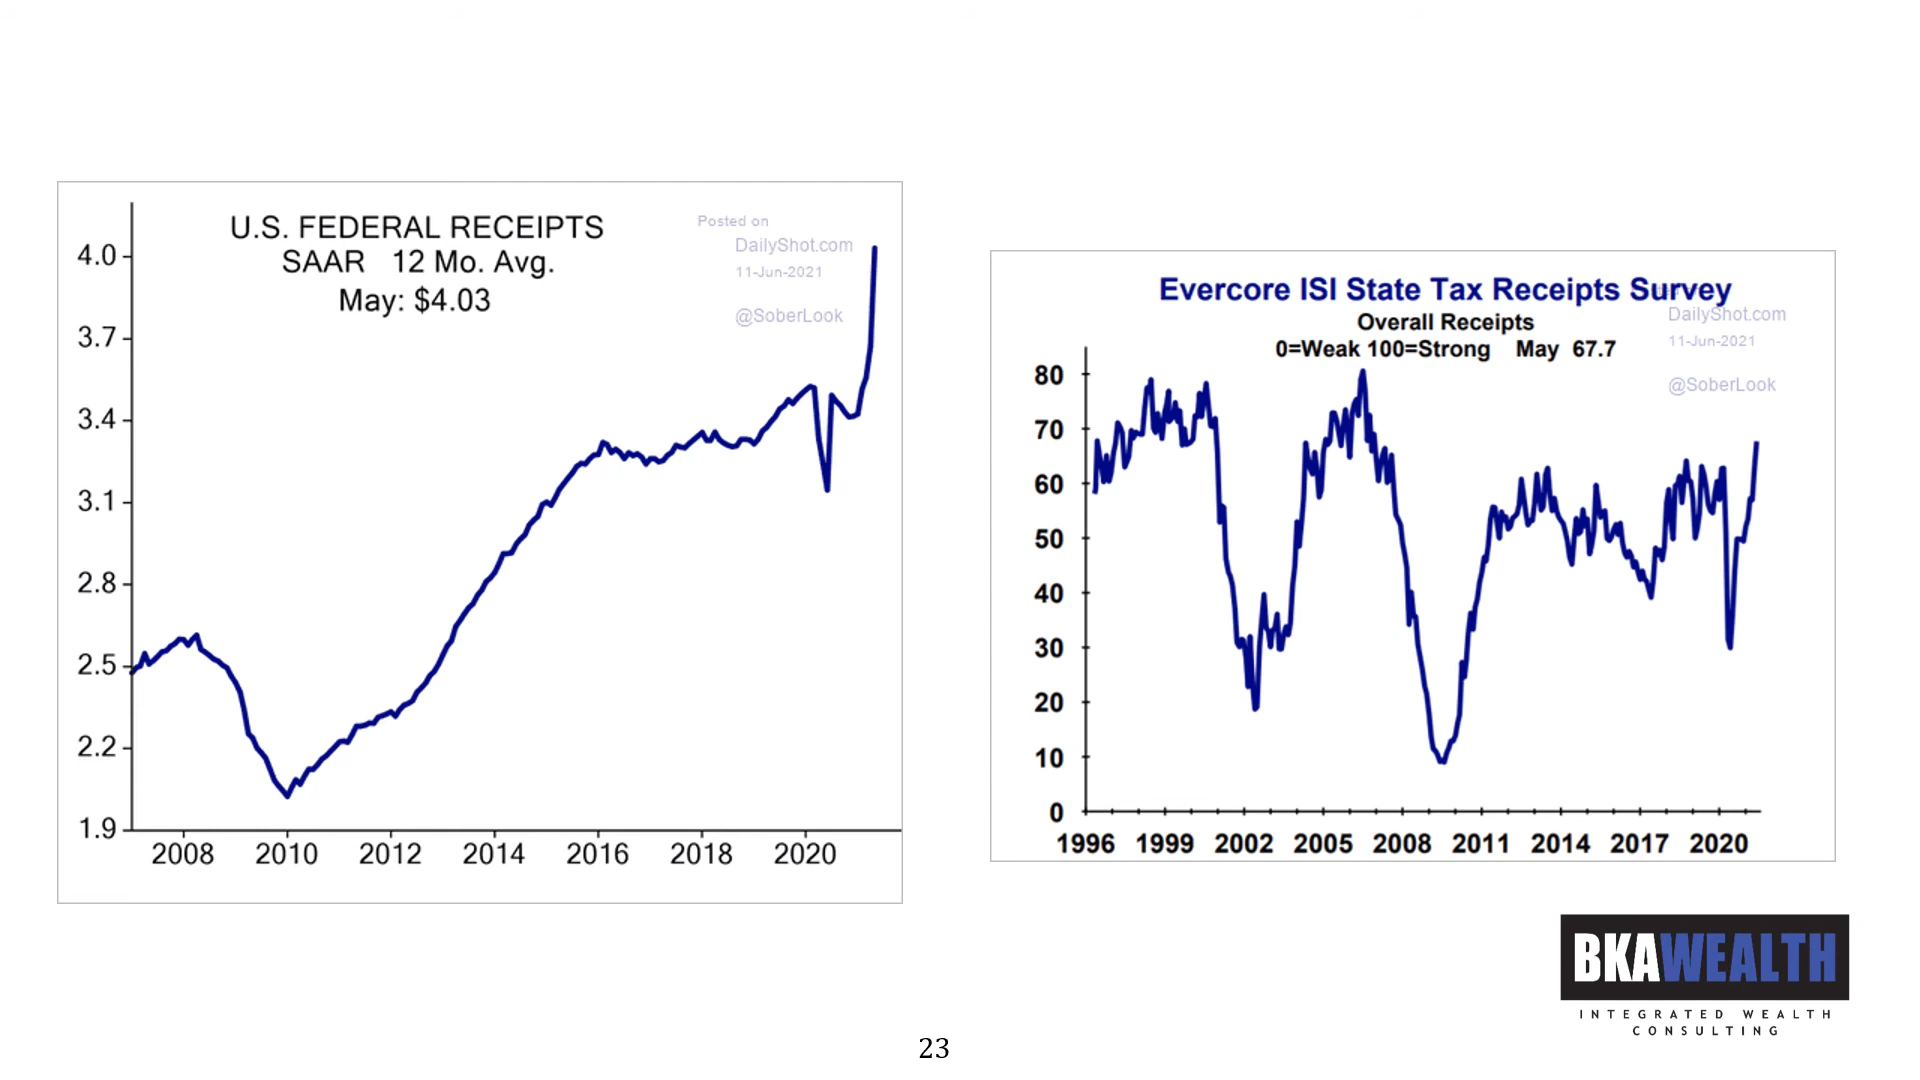 U.S. FEDERAL RECEIPTS
SAAR 12 Mo. Avg.
May: $4.03
Posted on
DailyShot.com
11-Jun-2021
@SoberLook
4.0
3.7
3.4
3.1
2.8
2.5
2.2
1.9
2008 2010 2012 2014 2016 2018 2020
Evercore ISI State Tax Receipts Survey
Overall Receipts
0=Weak 100=Strong May 67.7
DailyShot.com
11-Jun-2021
@SoberLook
80
70
60
50
40
30
20
10
0
1996 1999 2002 2005 2008 2011 2014 2017 2020
BKAWEALTH
INTEGRATED WEALTH
CONSULTING
23